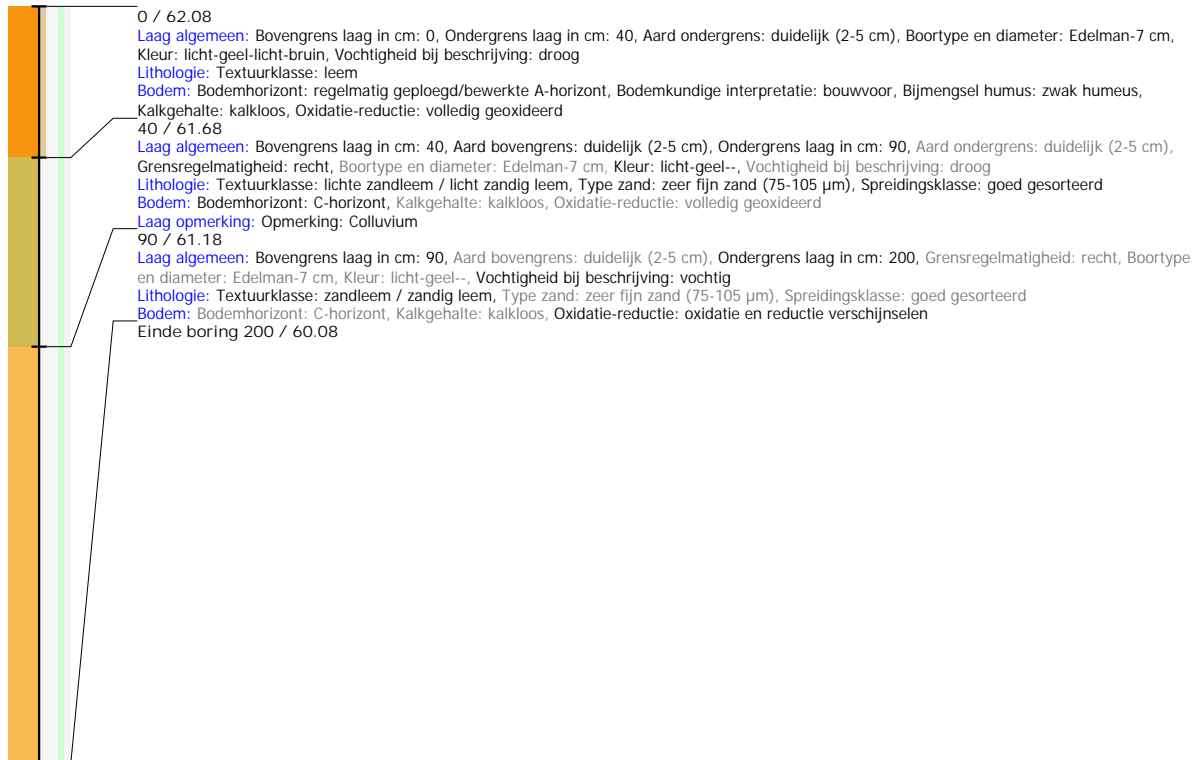 0 / 62.08
Laag algemeen: Bovengrens laag in cm: 0, Ondergrens laag in cm: 40, Aard ondergrens: duidelijk (2-5 cm), Boortype en diameter: Edelman-7 cm,
Kleur: licht-geel-licht-bruin, Vochtigheid bij beschrijving: droog
Lithologie: Textuurklasse: leem
Bodem: Bodemhorizont: regelmatig geploegd/bewerkte A-horizont, Bodemkundige interpretatie: bouwvoor, Bijmengsel humus: zwak humeus,
Kalkgehalte: kalkloos, Oxidatie-reductie: volledig geoxideerd
40 / 61.68
Laag algemeen: Bovengrens laag in cm: 40, Aard bovengrens: duidelijk (2-5 cm), Ondergrens laag in cm: 90, Aard ondergrens: duidelijk (2-5 cm),
Grensregelmatigheid: recht, Boortype en diameter: Edelman-7 cm, Kleur: licht-geel--, Vochtigheid bij beschrijving: droog
Lithologie: Textuurklasse: lichte zandleem / licht zandig leem, Type zand: zeer fijn zand (75-105 µm), Spreidingsklasse: goed gesorteerd
Bodem: Bodemhorizont: C-horizont, Kalkgehalte: kalkloos, Oxidatie-reductie: volledig geoxideerd
Laag opmerking: Opmerking: Colluvium
90 / 61.18
Laag algemeen: Bovengrens laag in cm: 90, Aard bovengrens: duidelijk (2-5 cm), Ondergrens laag in cm: 200, Grensregelmatigheid: recht, Boortype
en diameter: Edelman-7 cm, Kleur: licht-geel--, Vochtigheid bij beschrijving: vochtig
Lithologie: Textuurklasse: zandleem / zandig leem, Type zand: zeer fijn zand (75-105 µm), Spreidingsklasse: goed gesorteerd
Bodem: Bodemhorizont: C-horizont, Kalkgehalte: kalkloos, Oxidatie-reductie: oxidatie en reductie verschijnselen
Einde boring 200 / 60.08